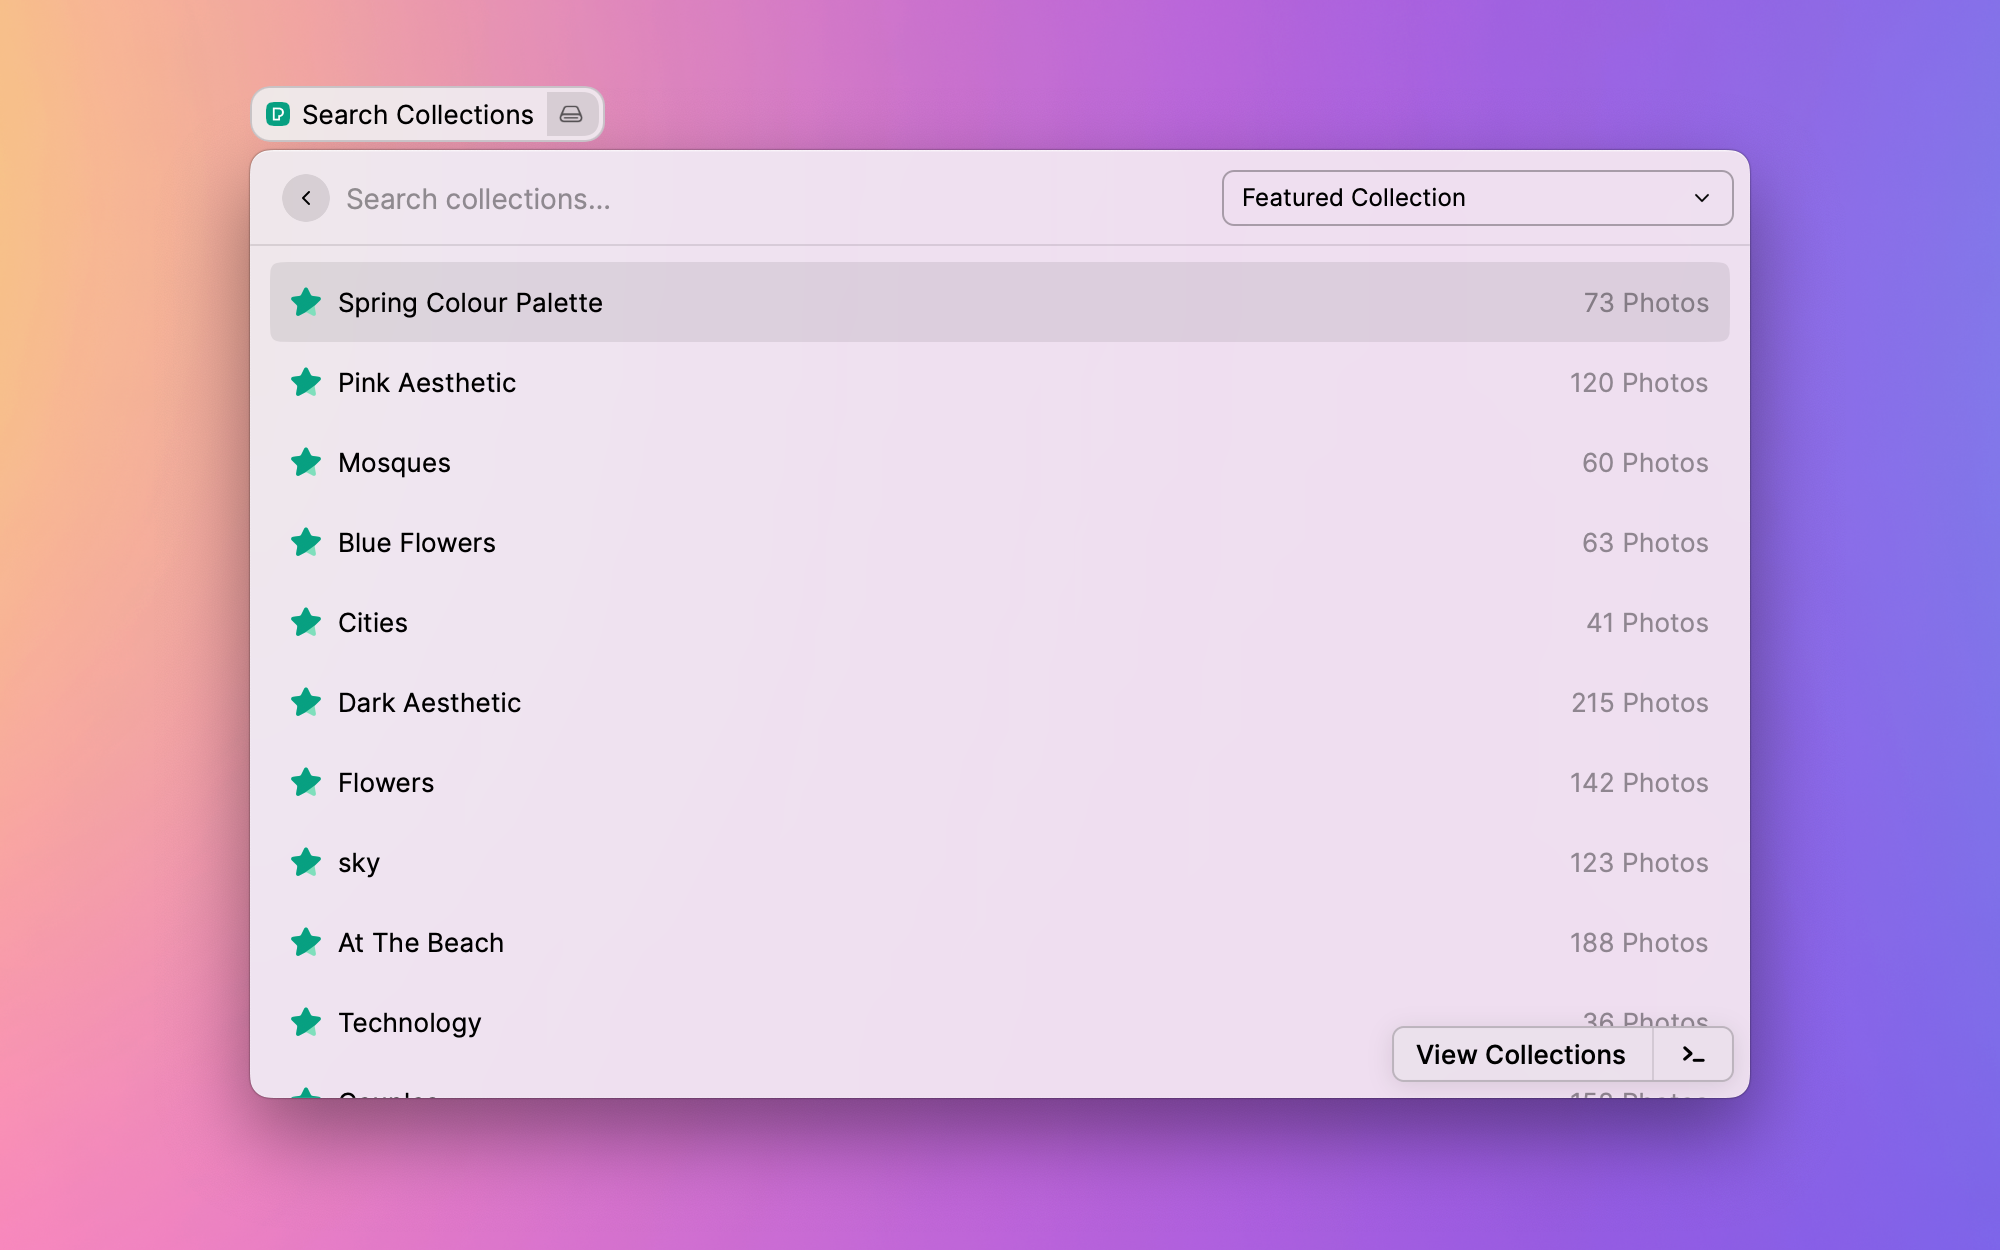 Search Collections
Search collections...
Featured Collection
Spring Colour Palette 73 Photos
Pink Aesthetic 120 Photos
Mosques 60 Photos
Blue Flowers 63 Photos
Cities 41 Photos
Dark Aesthetic 215 Photos
Flowers 142 Photos
sky 123 Photos
At The Beach 188 Photos
Technology 36 Photos
View Collections